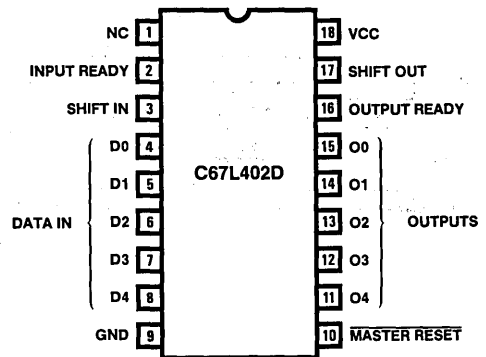 NC 1 18 VCC
INPUT READY 2 17 SHIFT OUT
SHIFT IN 3 16 OUTPUT READY
D0 4 15 O0
C67L402D
D1 5 14 O1
DATA IN D2 6 13 O2 OUTPUTS
D3 7 12 O3
D4 8 11 O4
GND 9 10 MASTER RESET